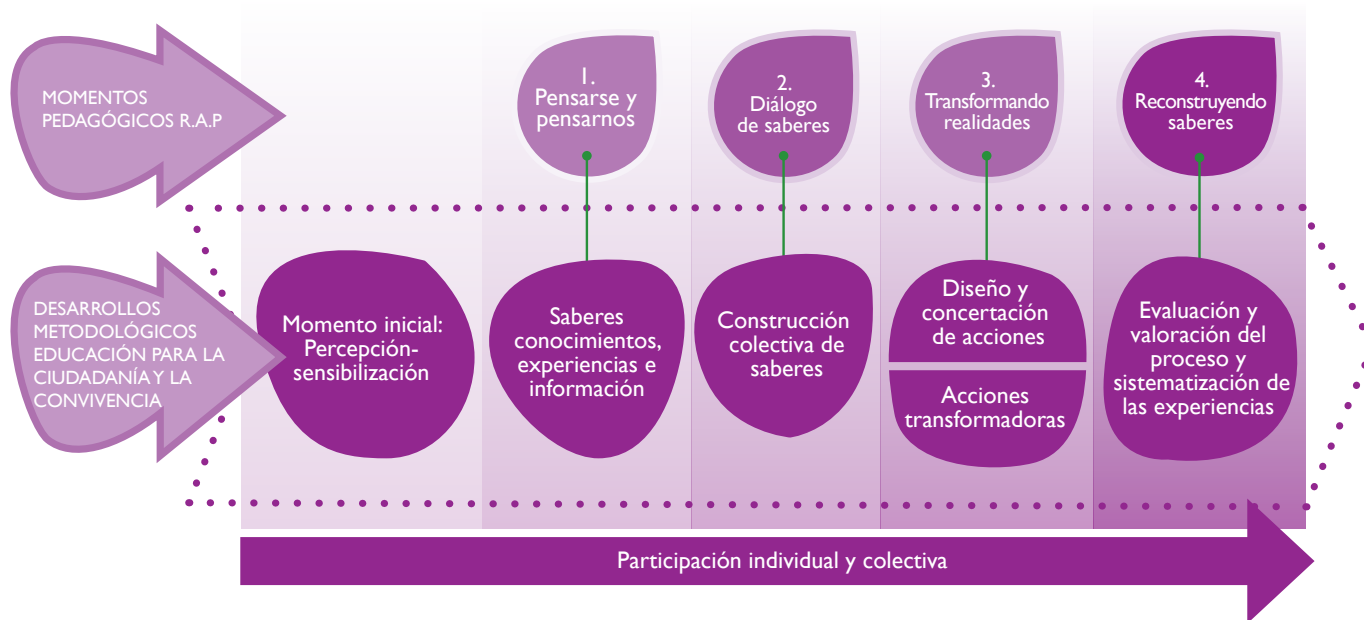 MOMENTOS
PEDAGÓGICOS R.A.P
1.
Pensarse y
pensarnos
2.
Diálogo
de saberes
3.
Transformando
realidades
4.
Reconstruyendo
saberes
DESARROLLOS
METODOLÓGICOS
EDUCACIÓN PARA LA
CIUDADANÍA Y LA
CONVIVENCIA
Momento inicial:
Percepción-
sensibilización
Saberes
conocimientos,
experiencias e
información
Construcción
colectiva de
saberes
Diseño y
concertación
de acciones
Acciones
transformadoras
Evaluación y
valoración del
proceso y
sistematización de
las experiencias
Participación individual y colectiva